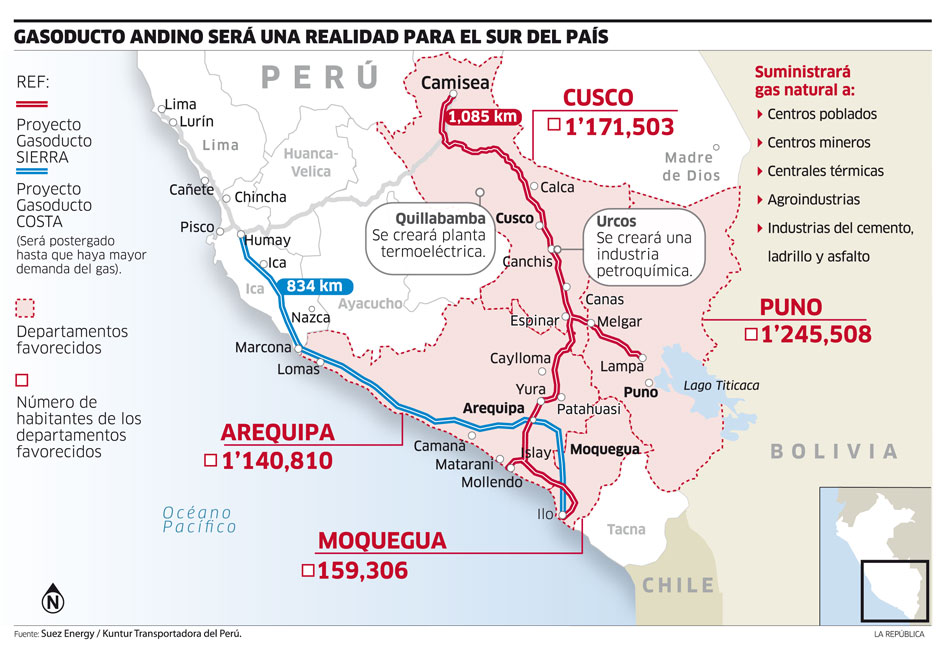 GASODUCTO ANDINO SERÁ UNA REALIDAD PARA EL SUR DEL PAÍS
REF:
Proyecto
Gasoducto
SIERRA
Proyecto
Gasoducto
COSTA
(Será postergado
hasta que haya mayor
demanda del gas).
Departamentos
favorecidos
Número de
habitantes de los
departamentos
favorecidos
PERÚ
Camisea
1,085 km
CUSCO
1'171,503
Suministrará
gas natural a:
Centros poblados
Centros mineros
Centrales térmicas
Agroindustrias
Industrias del cemento,
ladrillo y asfalto
Lima
Lurín
Lima
Huanca-
Velica
Madre
de Dios
Cañete
Chincha
Calca
Pisco
Humay
Quillabamba
Se creará planta
termoeléctrica.
Cusco
Urcos
Se creará una
industria
petroquímica.
Canchis
Ica
Ica
834 km
Ayacucho
Nazca
Canas
Espinar
Melgar
PUNO
1'245,508
Marcona
Lomas
Caylloma
Lampa
Puno
Lago Titicaca
Yura
Arequipa
Patahuasi
AREQUIPA
1'140,810
Camaná
Islay
Moquegua
Matarani
Mollendo
BOLIVIA
Océano
Pacífico
Ilo
Tacna
MOQUEGUA
159,306
CHILE
N
Fuente: Suez Energy / Kuntur Transportadora del Perú.
LA REPÚBLICA